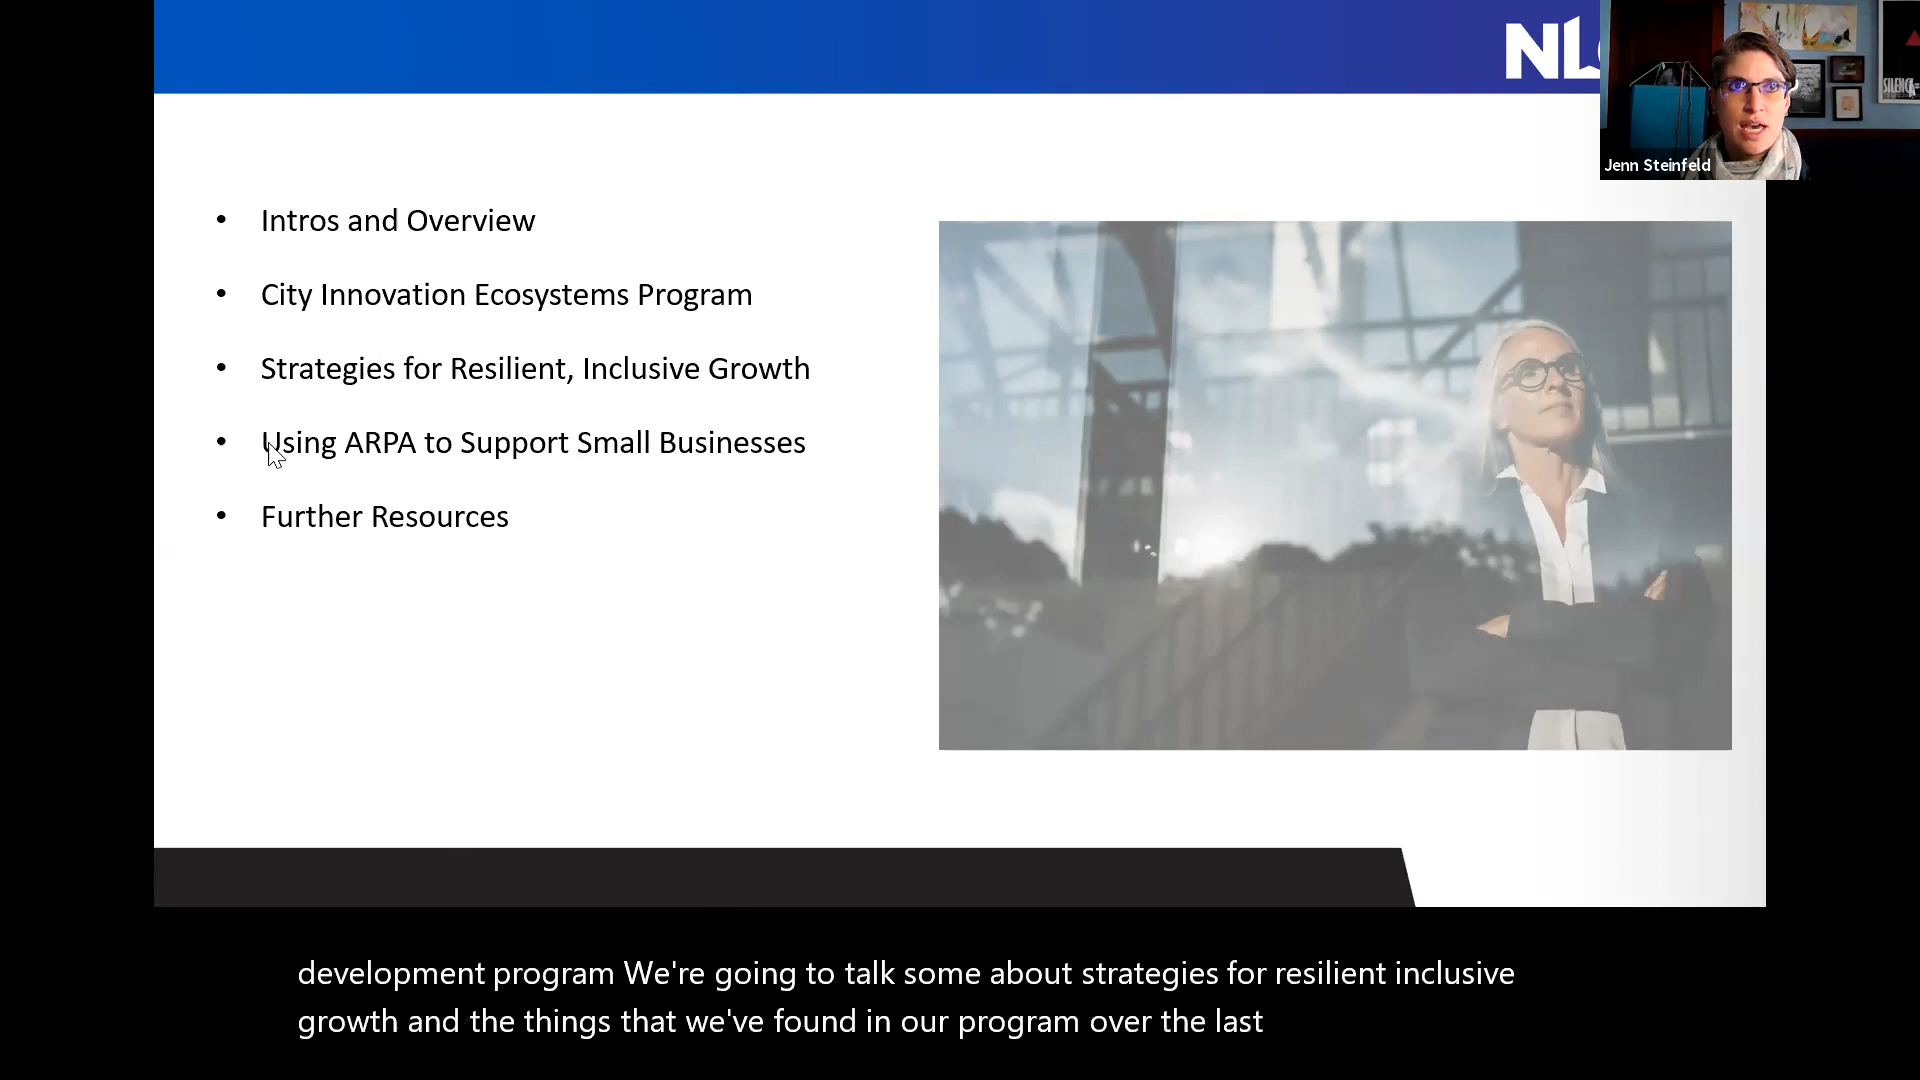 NL
SILENC
Jenn Steinfeld
• Intros and Overview
• City Innovation Ecosystems Program
• Strategies for Resilient, Inclusive Growth
• Using ARPA to Support Small Businesses
• Further Resources
development program We're going to talk some about strategies for resilient inclusive
growth and the things that we've found in our program over the last